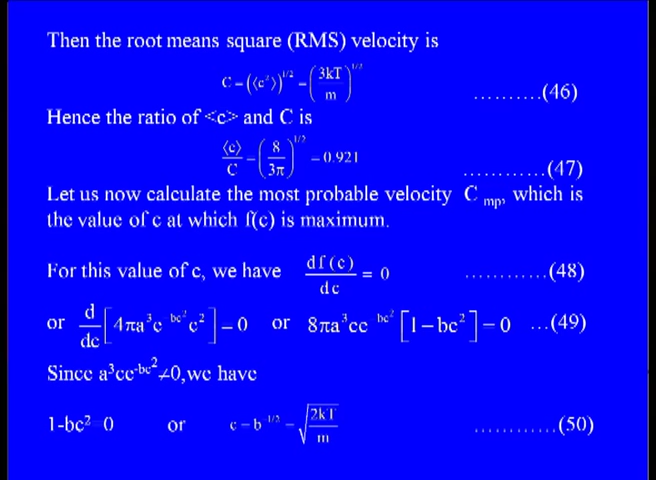 Then the root means square (RMS) velocity is
C = (⟨c²⟩)^1/2 = (3kT/m)^1/2 ..........(46)
Hence the ratio of <c> and C is
⟨c⟩/C = (8/3π)^1/2 = 0.921 ............(47)
Let us now calculate the most probable velocity C mp, which is
the value of c at which f(c) is maximum.
For this value of c, we have df(c)/dc = 0 ............(48)
or d/dc [4πa³e^-bc² c²] = 0 or 8πa³ce^-bc² [1−bc²] = 0 ...(49)
Since a³ce^-bc² ≠0,we have
1-bc²=0 or c = b^-1/2 = √(2kT/m) ............(50)